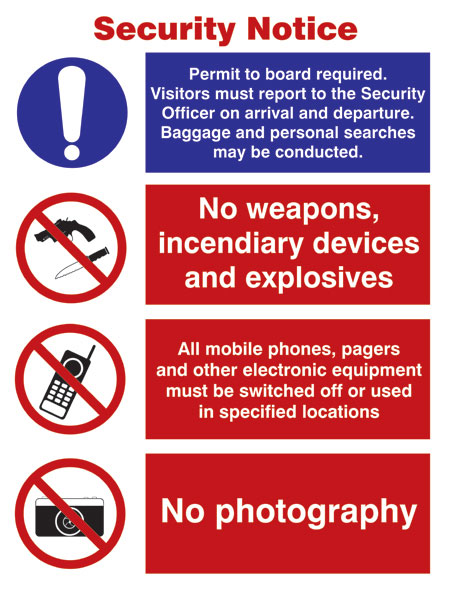 Security Notice
Permit to board required.
Visitors must report to the Security
Officer on arrival and departure.
Baggage and personal searches
may be conducted.
No weapons,
incendiary devices
and explosives
All mobile phones, pagers
and other electronic equipment
must be switched off or used
in specified locations
No photography